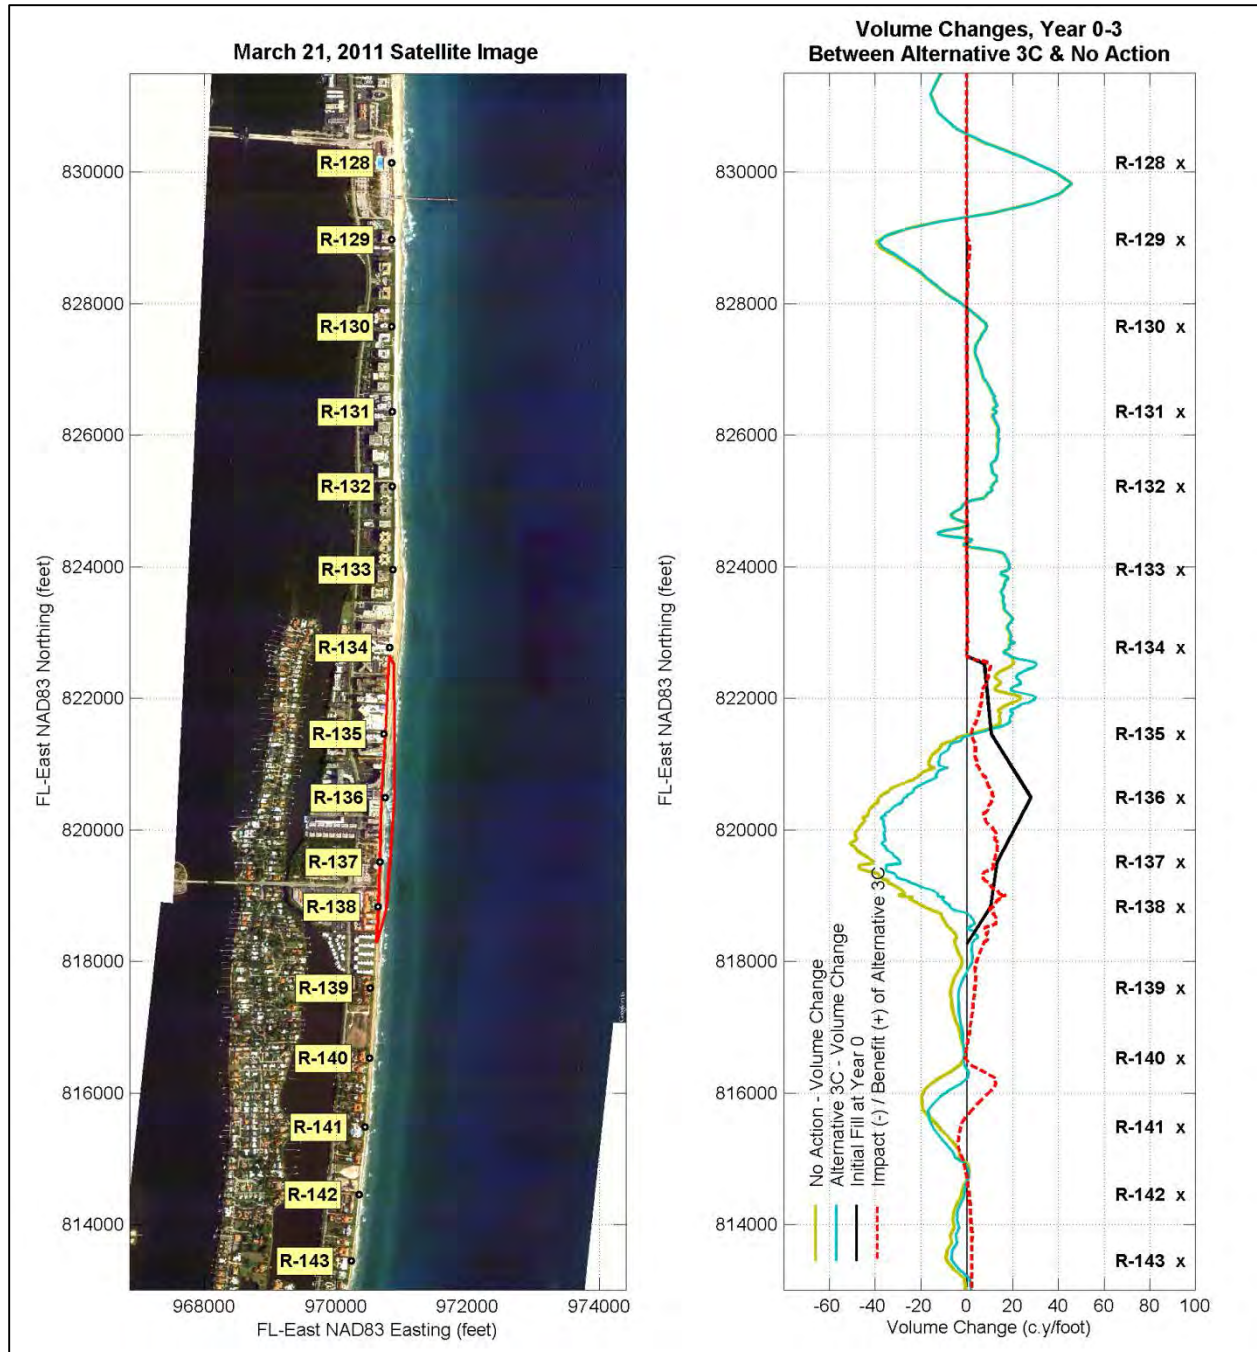 March 21, 2011 Satellite Image
FL-East NAD83 Northing (feet)
830000
828000
826000
824000
822000
820000
818000
816000
814000
R-128
R-129
R-130
R-131
R-132
R-133
R-134
R-135
R-136
R-137
R-138
R-139
R-140
R-141
R-142
R-143
968000 970000 972000 974000
FL-East NAD83 Easting (feet)
Volume Changes, Year 0-3
Between Alternative 3C & No Action
FL-East NAD83 Northing (feet)
830000
828000
826000
824000
822000
820000
818000
816000
814000
R-128 x
R-129 x
R-130 x
R-131 x
R-132 x
R-133 x
R-134 x
R-135 x
R-136 x
R-137 x
R-138 x
R-139 x
R-140 x
R-141 x
R-142 x
R-143 x
No Action - Volume Change
Alternative 3C - Volume Change
Initial Fill at Year 0
Impact (-) / Benefit (+) of Alternative 3C
-60 -40 -20 0 20 40 60 80 100
Volume Change (c.y/foot)